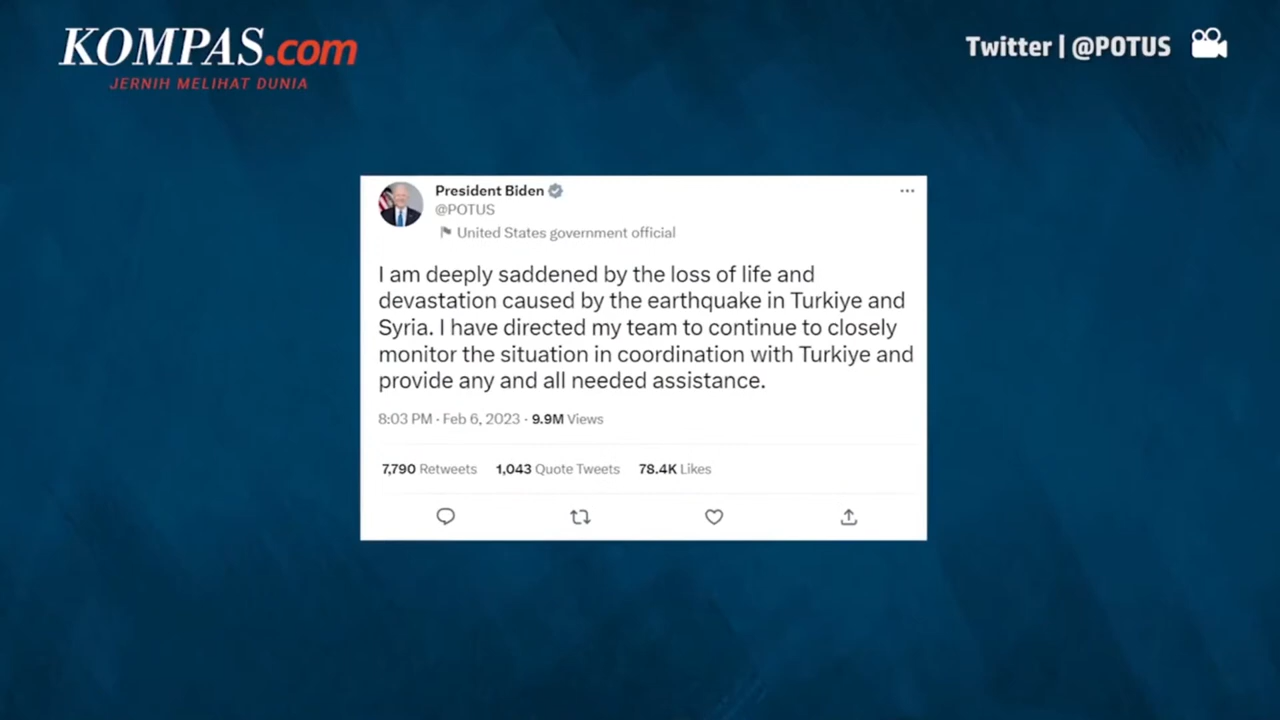 KOMPAS.com
JERNIH MELIHAT DUNIA
Twitter | @POTUS
President Biden
@POTUS
United States government official
I am deeply saddened by the loss of life and
devastation caused by the earthquake in Turkiye and
Syria. I have directed my team to continue to closely
monitor the situation in coordination with Turkiye and
provide any and all needed assistance.
8:03 PM · Feb 6, 2023 · 9.9M Views
7,790 Retweets 1,043 Quote Tweets 78.4K Likes